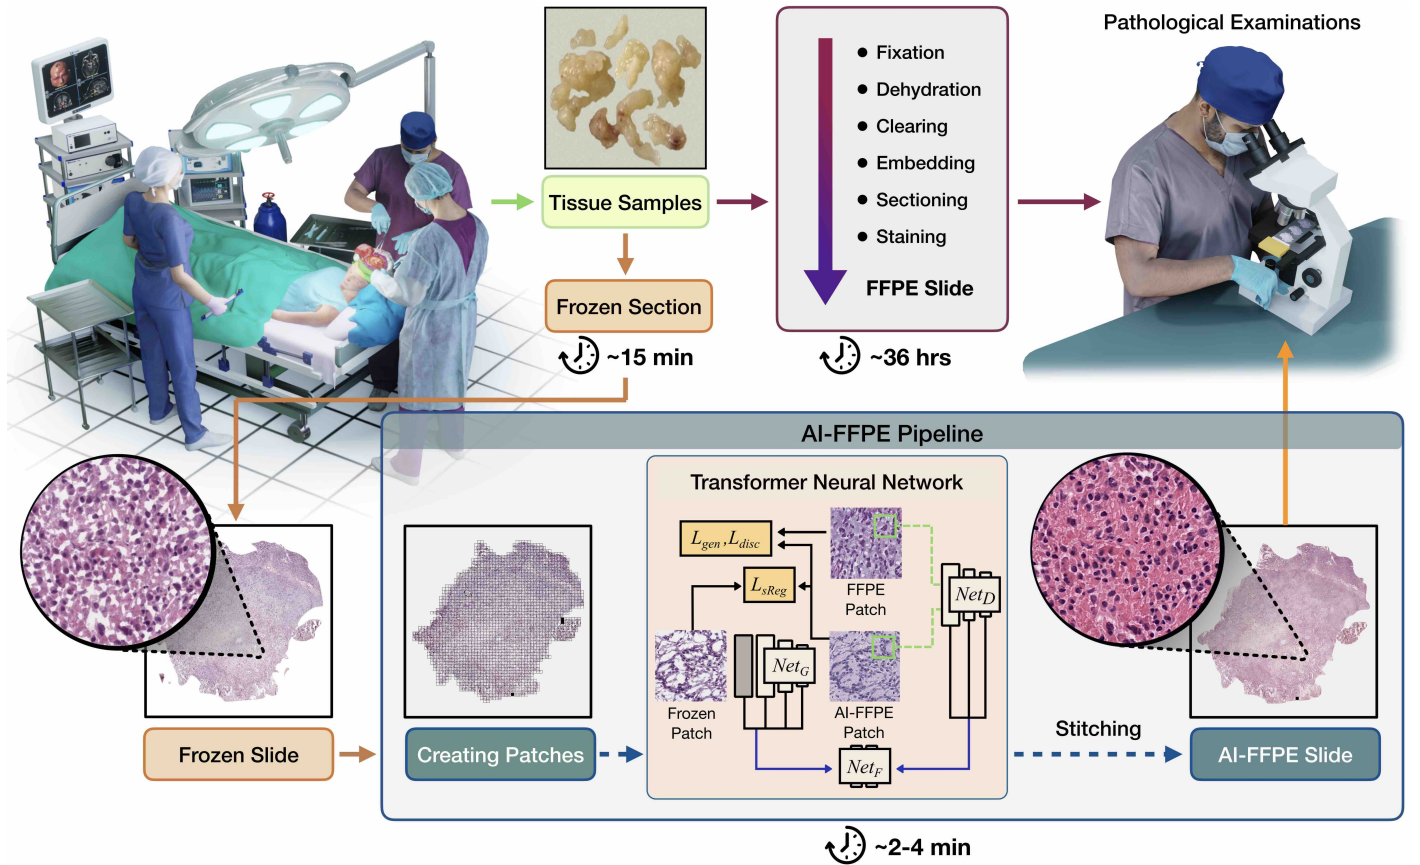 Pathological Examinations
Fixation
Dehydration
Clearing
Embedding
Sectioning
Staining
FFPE Slide
Tissue Samples
Frozen Section
~15 min
~36 hrs
AI-FFPE Pipeline
Transformer Neural Network
L_gen, L_disc
L_sReg
FFPE
Patch
Net_D
Net_G
Frozen
Patch
AI-FFPE
Patch
Net_F
Stitching
Frozen Slide
Creating Patches
AI-FFPE Slide
~2-4 min